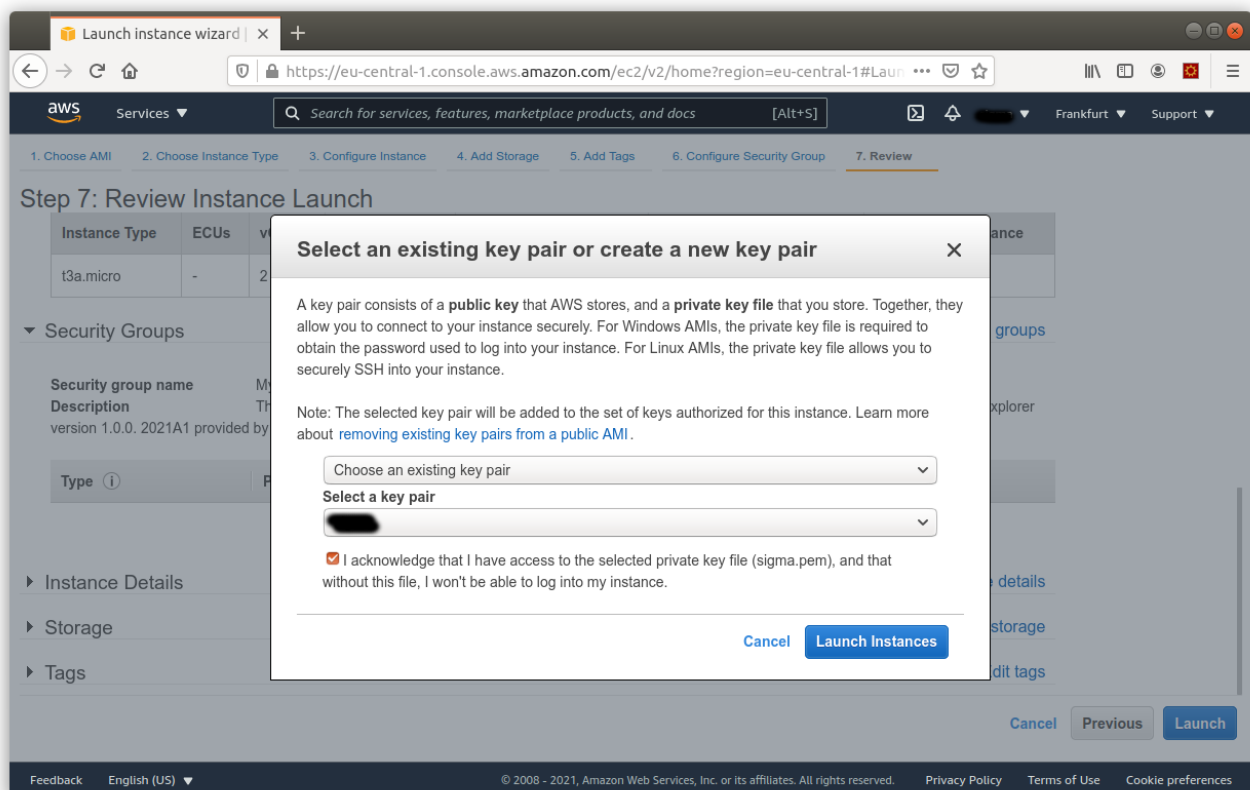 Launch instance wizard
https://eu-central-1.console.aws.amazon.com/ec2/v2/home?region=eu-central-1#Laun
aws Services Search for services, features, marketplace products, and docs [Alt+S] Frankfurt Support
1. Choose AMI 2. Choose Instance Type 3. Configure Instance 4. Add Storage 5. Add Tags 6. Configure Security Group 7. Review
Step 7: Review Instance Launch
Instance Type ECUs ance
t3a.micro - 2
Select an existing key pair or create a new key pair
A key pair consists of a public key that AWS stores, and a private key file that you store. Together, they
allow you to connect to your instance securely. For Windows AMIs, the private key file is required to
obtain the password used to log into your instance. For Linux AMIs, the private key file allows you to
securely SSH into your instance.
Note: The selected key pair will be added to the set of keys authorized for this instance. Learn more
about removing existing key pairs from a public AMI.
Choose an existing key pair
Select a key pair
I acknowledge that I have access to the selected private key file (sigma.pem), and that
without this file, I won't be able to log into my instance.
Cancel Launch Instances
Security Groups groups
Security group name My
Description Th xplorer
version 1.0.0. 2021A1 provided by
Type i P
Instance Details details
Storage storage
Tags dit tags
Cancel Previous Launch
Feedback English (US) © 2008 - 2021, Amazon Web Services, Inc. or its affiliates. All rights reserved. Privacy Policy Terms of Use Cookie preferences